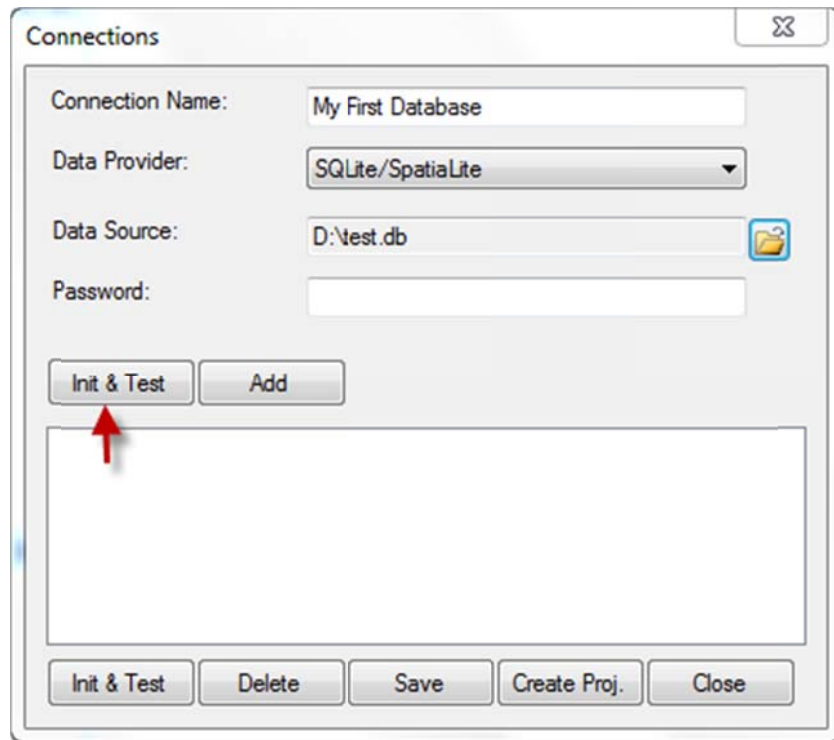 Connections
Connection Name: My First Database
Data Provider: SQLite/SpatiaLite
Data Source: D:\test.db
Password:
Init & Test Add
Init & Test Delete Save Create Proj. Close